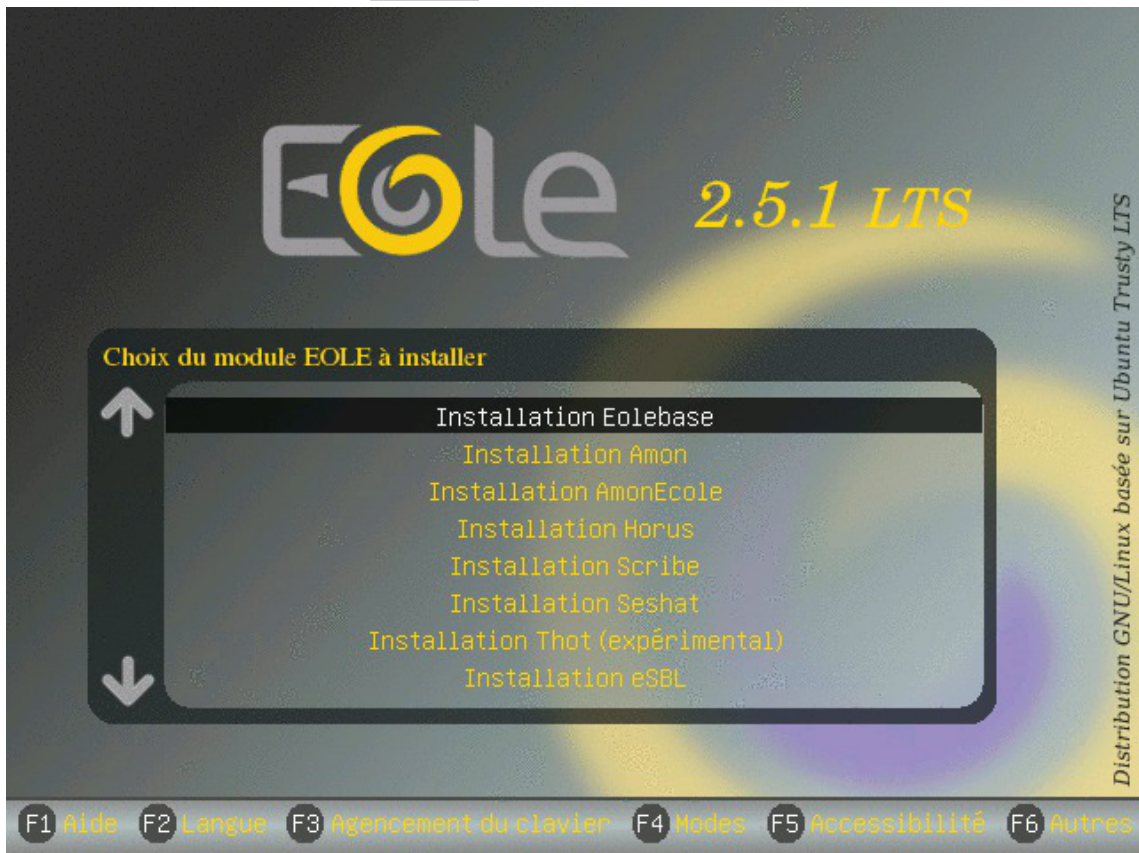 Eole 2.5.1 LTS
Distribution GNU/Linux basée sur Ubuntu Trusty LTS
Choix du module EOLE à installer
Installation Eolebase
Installation Amon
Installation AmonEcole
Installation Horus
Installation Scribe
Installation Seshat
Installation Thot (expérimental)
Installation eSBL
F1 Aide F2 Langue F3 Agencement du clavier F4 Modes F5 Accessibilité F6 Autres